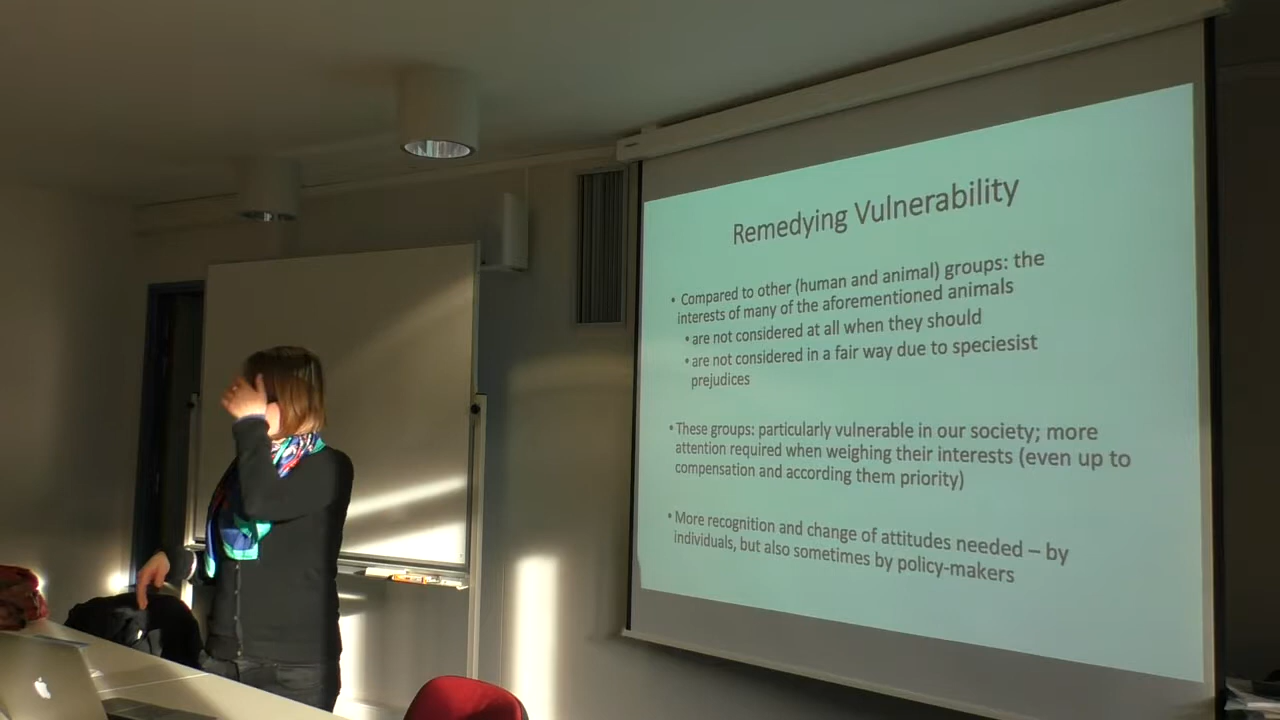 Remedying Vulnerability
• Compared to other (human and animal) groups: the
interests of many of the aforementioned animals
• are not considered at all when they should
• are not considered in a fair way due to speciesist
prejudices
• These groups: particularly vulnerable in our society; more
attention required when weighing their interests (even up to
compensation and according them priority)
• More recognition and change of attitudes needed – by
individuals, but also sometimes by policy-makers